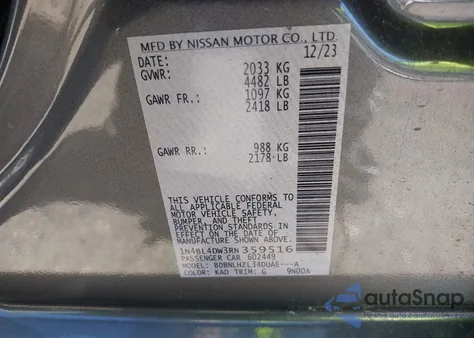 MFD BY NISSAN MOTOR CO., LTD.
DATE: 12/23
GVWR: 2033 KG
4482 LB
GAWR FR.: 1097 KG
2418 LB
GAWR RR.: 988 KG
2178 LB
THIS VEHICLE CONFORMS TO
ALL APPLICABLE FEDERAL
MOTOR VEHICLE SAFETY,
BUMPER, AND THEFT
PREVENTION STANDARDS
IN EFFECT ON THE DATE OF
MANUFACTURE SHOWN ABOVE.
1N4BL4DW3RN359516
PASSENGER CAR 6D2449
MODEL: BDBNLHZL34DUAE---A
COLOR: KAD TRIM: G 9N00A
autoSnap